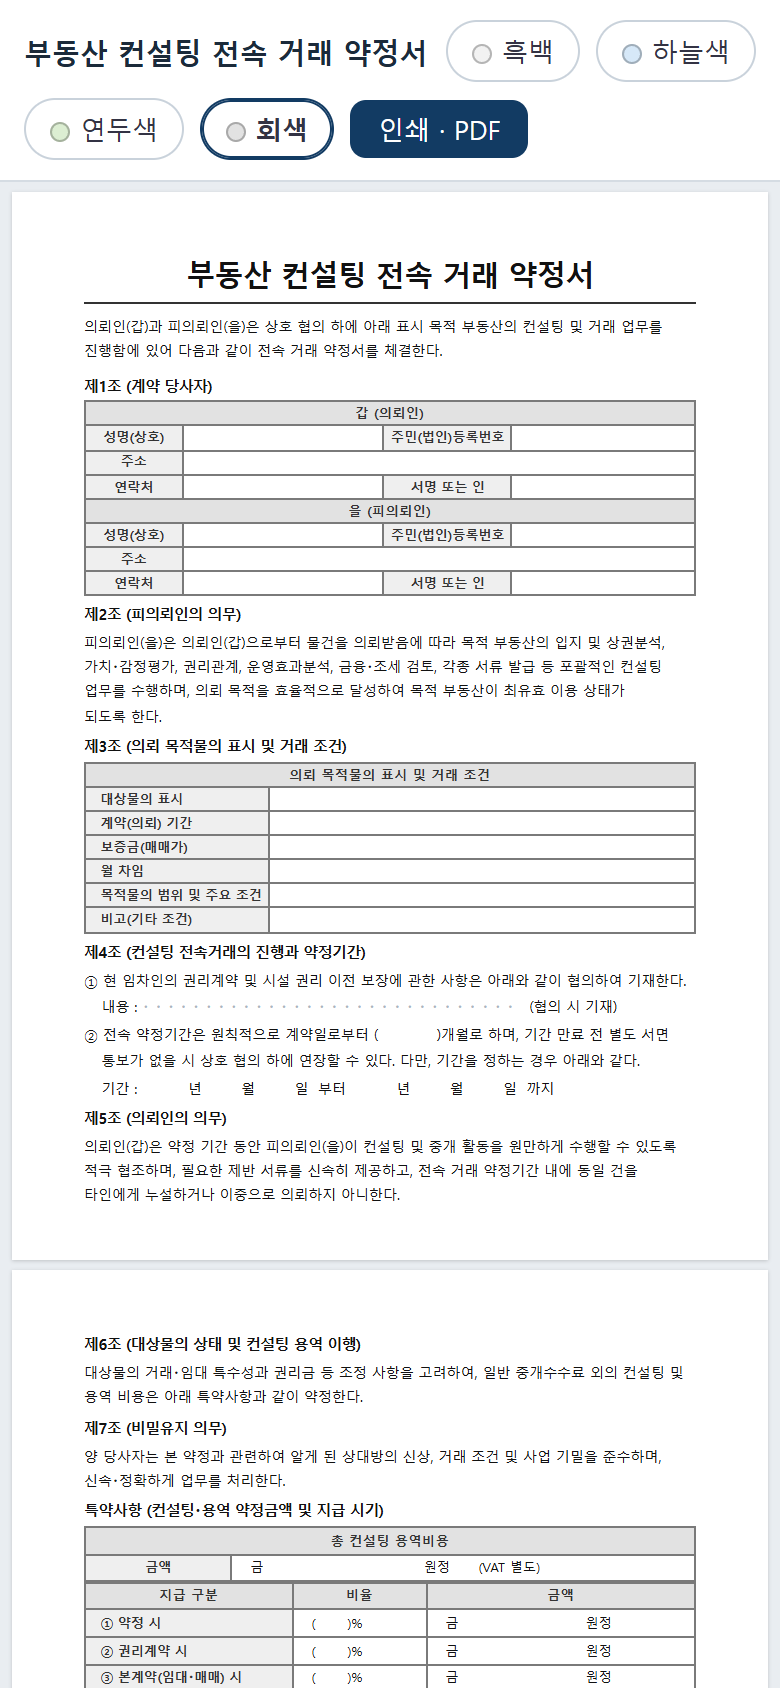 부동산 컨설팅 전속 거래 약정서 흑백 하늘색
연두색 회색 인쇄 · PDF
부동산 컨설팅 전속 거래 약정서
의뢰인(갑)과 피의뢰인(을)은 상호 협의 하에 아래 표시 목적 부동산의 컨설팅 및 거래 업무를
진행함에 있어 다음과 같이 전속 거래 약정서를 체결한다.
제1조 (계약 당사자)
갑 (의뢰인)
성명(상호) 주민(법인)등록번호
주소
연락처 서명 또는 인
을 (피의뢰인)
성명(상호) 주민(법인)등록번호
주소
연락처 서명 또는 인
제2조 (피의뢰인의 의무)
피의뢰인(을)은 의뢰인(갑)으로부터 물건을 의뢰받음에 따라 목적 부동산의 입지 및 상권분석,
가치·감정평가, 권리관계, 운영효과분석, 금융·조세 검토, 각종 서류 발급 등 포괄적인 컨설팅
업무를 수행하며, 의뢰 목적을 효율적으로 달성하여 목적 부동산이 최유효 이용 상태가
되도록 한다.
제3조 (의뢰 목적물의 표시 및 거래 조건)
의뢰 목적물의 표시 및 거래 조건
대상물의 표시
계약(의뢰) 기간
보증금(매매가)
월 차임
목적물의 범위 및 주요 조건
비고(기타 조건)
제4조 (컨설팅 전속거래의 진행과 약정기간)
① 현 임차인의 권리계약 및 시설 권리 이전 보장에 관한 사항은 아래와 같이 협의하여 기재한다.
내용 : · · · · · · · · · · · · · · · · · · · · · · · · · · · · · · (협의 시 기재)
② 전속 약정기간은 원칙적으로 계약일로부터 ( )개월로 하며, 기간 만료 전 별도 서면
통보가 없을 시 상호 협의 하에 연장할 수 있다. 다만, 기간을 정하는 경우 아래와 같다.
기간 : 년 월 일 부터 년 월 일 까지
제5조 (의뢰인의 의무)
의뢰인(갑)은 약정 기간 동안 피의뢰인(을)이 컨설팅 및 중개 활동을 원만하게 수행할 수 있도록
적극 협조하며, 필요한 제반 서류를 신속히 제공하고, 전속 거래 약정기간 내에 동일 건을
타인에게 누설하거나 이중으로 의뢰하지 아니한다.
제6조 (대상물의 상태 및 컨설팅 용역 이행)
대상물의 거래·임대 특수성과 권리금 등 조정 사항을 고려하여, 일반 중개수수료 외의 컨설팅 및
용역 비용은 아래 특약사항과 같이 약정한다.
제7조 (비밀유지 의무)
양 당사자는 본 약정과 관련하여 알게 된 상대방의 신상, 거래 조건 및 사업 기밀을 준수하며,
신속·정확하게 업무를 처리한다.
특약사항 (컨설팅·용역 약정금액 및 지급 시기)
총 컨설팅 용역비용
금액 금 원정 (VAT 별도)
지급 구분 비율 금액
① 약정 시 ( )% 금 원정
② 권리계약 시 ( )% 금 원정
③ 본계약(임대·매매) 시 ( )% 금 원정